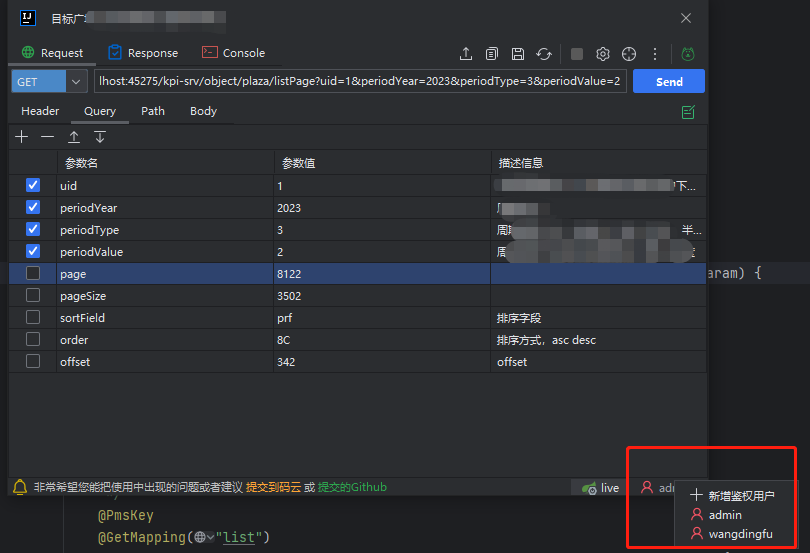 目标广
Request Response Console
GET lhost:45275/kpi-srv/object/plaza/listPage?uid=1&periodYear=2023&periodType=3&periodValue=2 Send
Header Query Path Body
参数名 参数值 描述信息
uid 1 下...
periodYear 2023
periodType 3 周期 半...
periodValue 2 周
page 8122
pageSize 3502
sortField prf 排序字段
order 8C 排序方式，asc desc
offset 342 offset
aram) {
非常希望您能把使用中出现的问题或者建议 提交到码云 或 提交的Github live adm
新增鉴权用户
admin
wangdingfu
@PmsKey
@GetMapping("list")